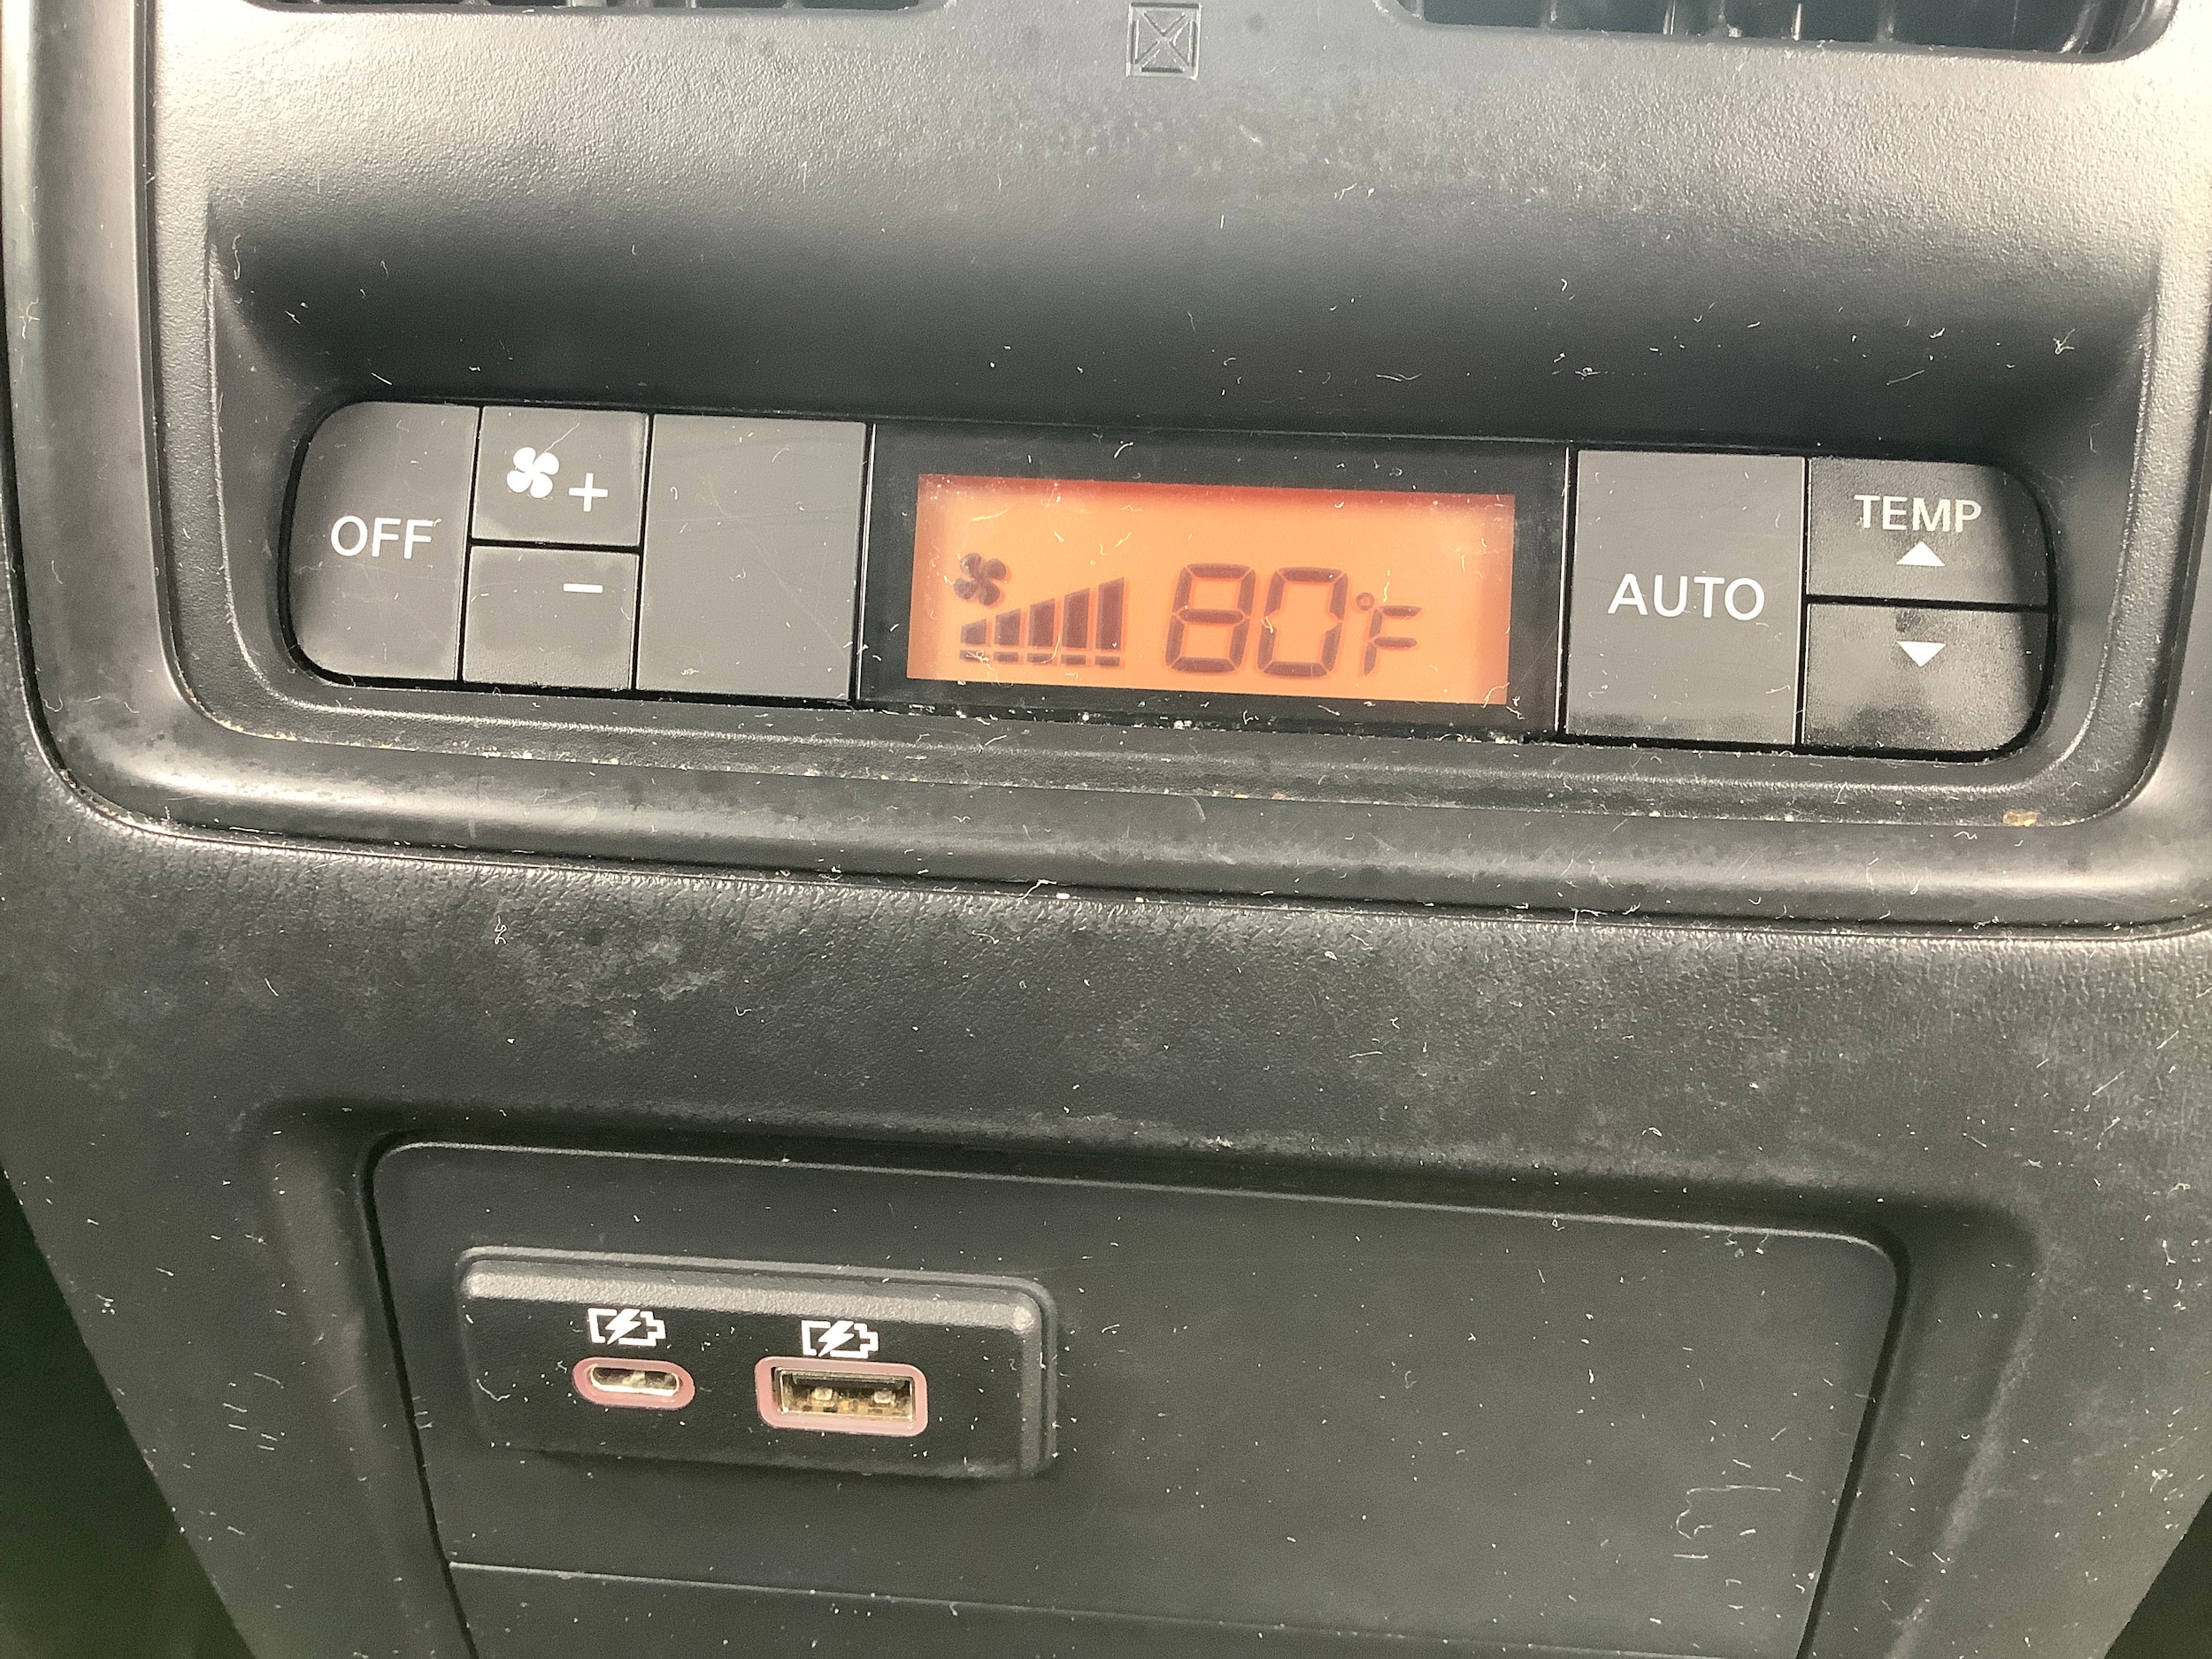 OFF
+
-
80°F
AUTO
TEMP